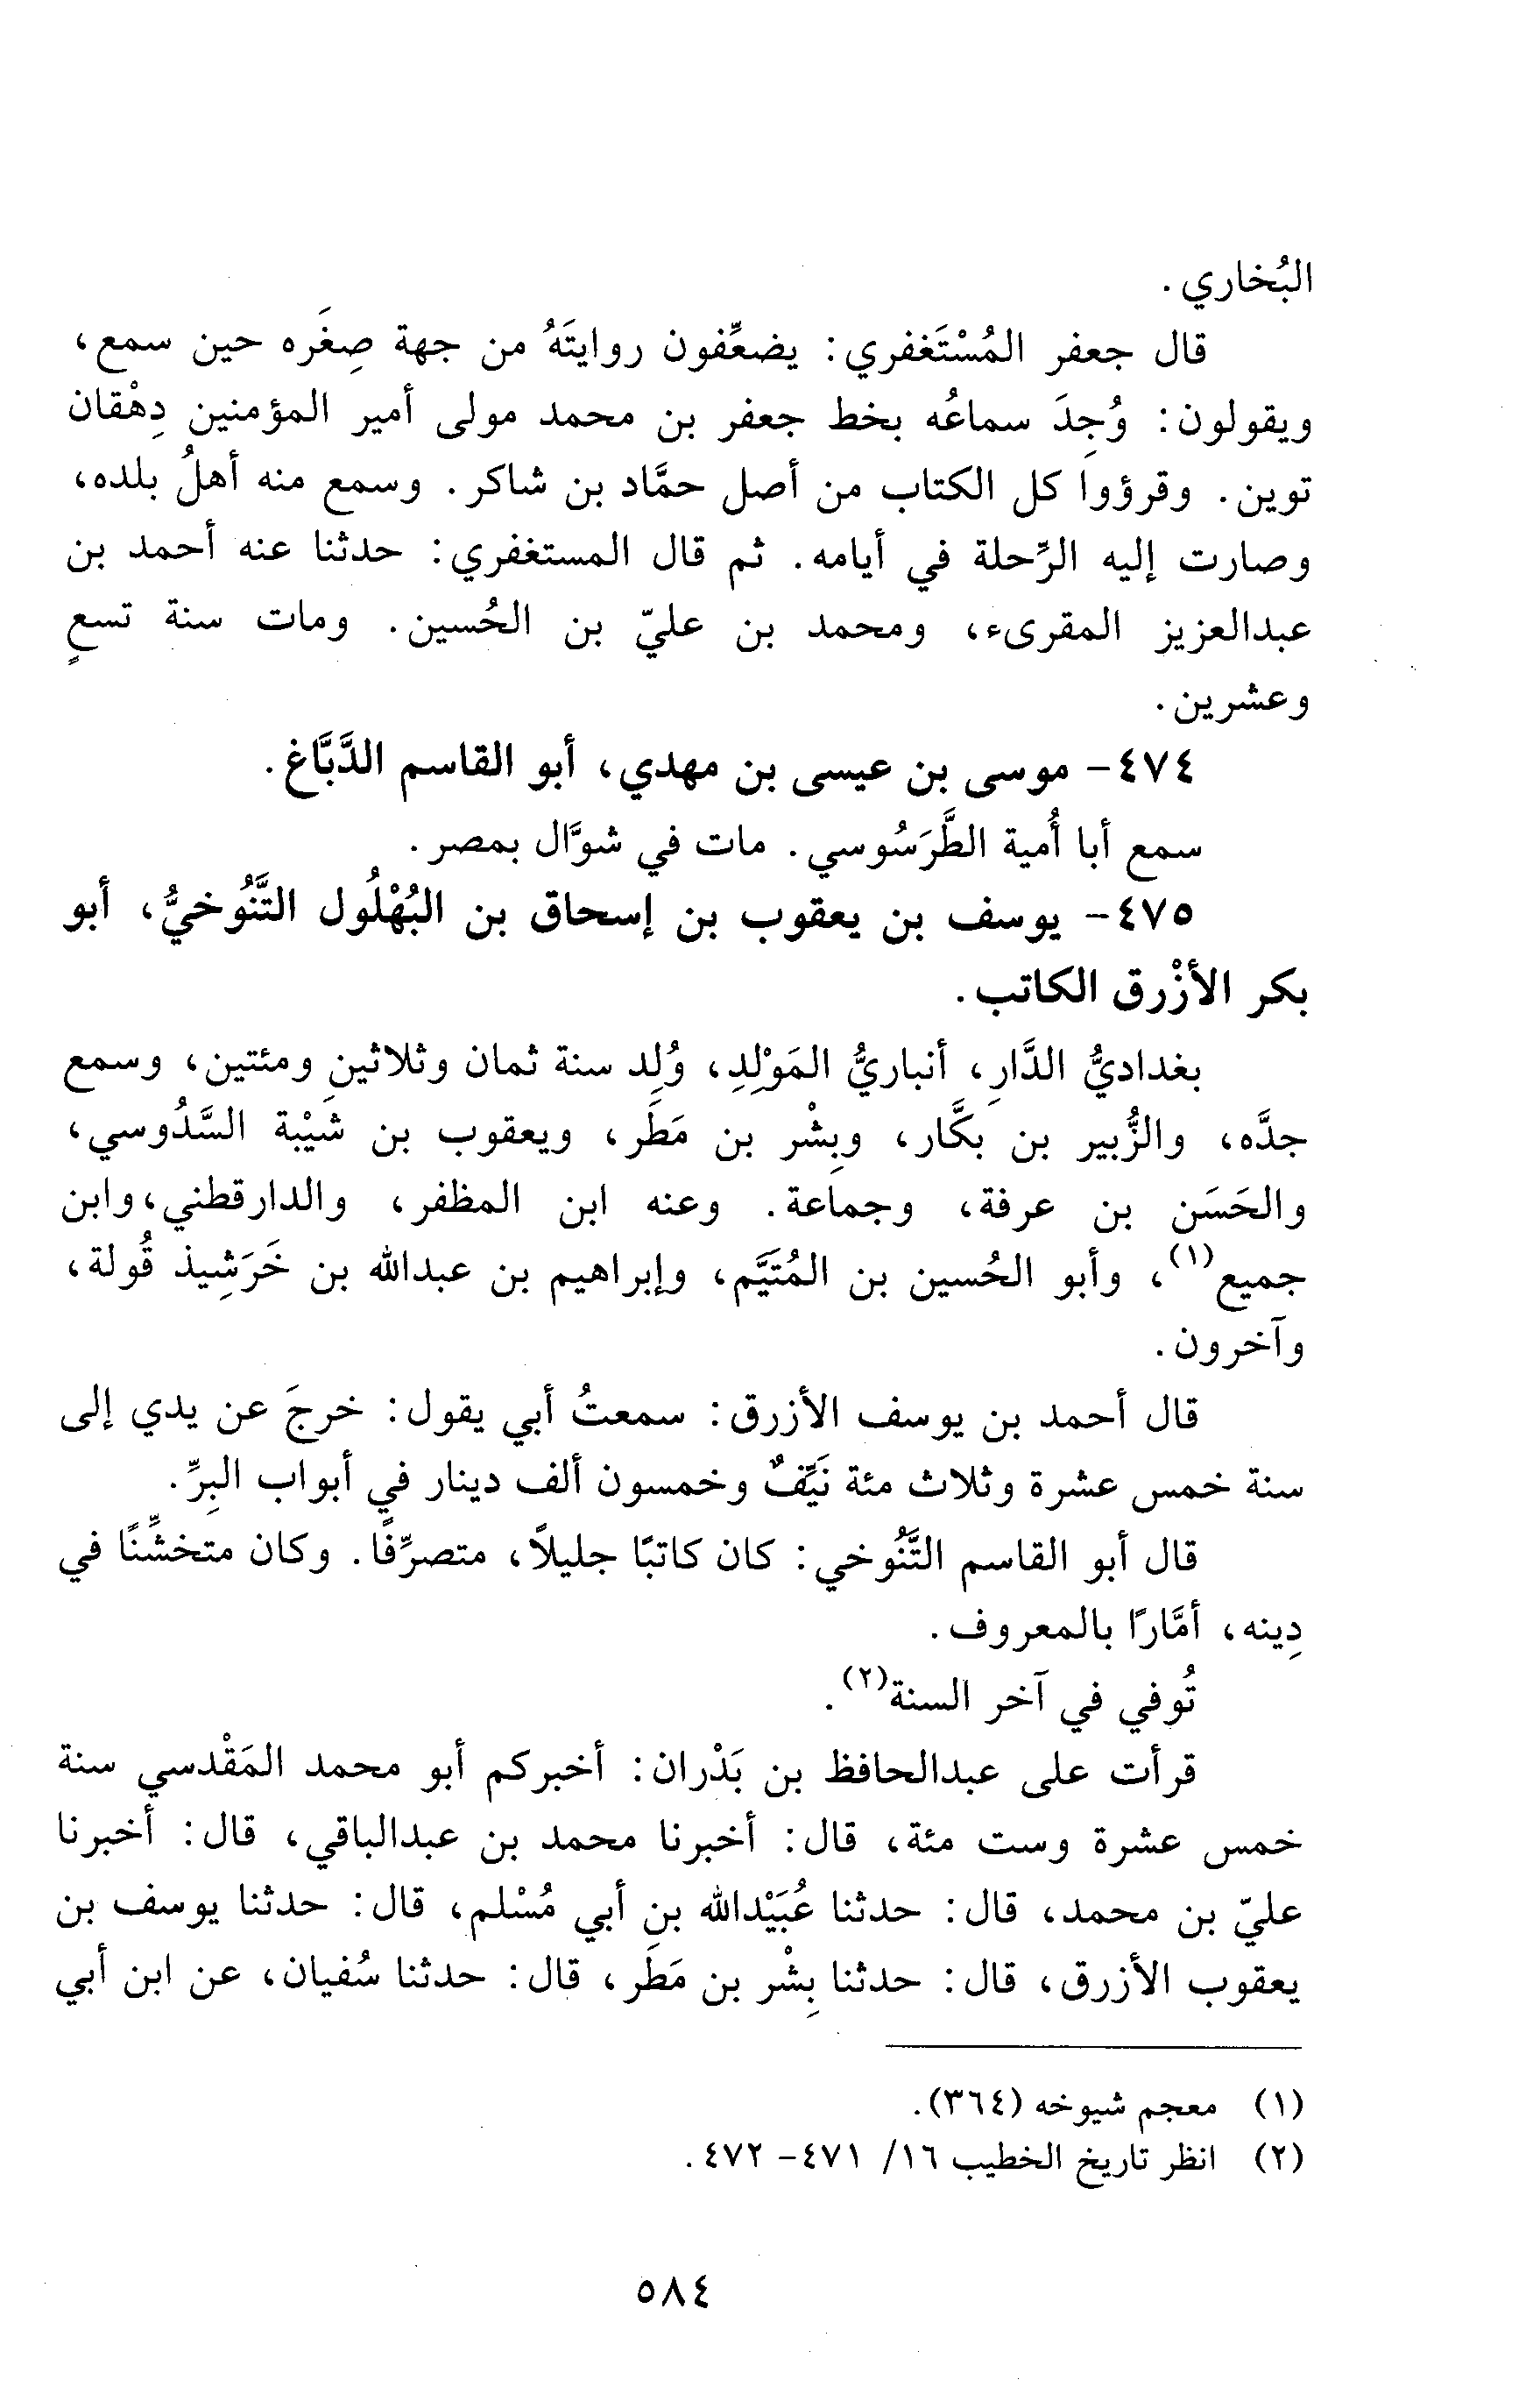 البُخاري.
قال جعفر المُسْتَغفري: يضعِّفون روايتَهُ من جهة صِغَره حين سمع،
ويقولون: وُجِدَ سماعُه بخط جعفر بن محمد مولى أمير المؤمنين دِهْقان
توين. وقرؤوا كل الكتاب من أصل حمَّاد بن شاكر. وسمع منه أهلُ بلده،
وصارت إليه الرِّحلة في أيامه. ثم قال المستغفري: حدثنا عنه أحمد بن
عبدالعزيز المقرىء، ومحمد بن عليّ بن الحُسين. ومات سنة تسعٍ
وعشرين.
٤٧٤- موسى بن عيسى بن مهدي، أبو القاسم الدَّبَّاغ.
سمع أبا أُمية الطَّرَسُوسي. مات في شوَّال بمصر.
٤٧٥- يوسف بن يعقوب بن إسحاق بن البُهْلُول التَّنُوخيُّ، أبو
بكر الأزْرق الكاتب.
بغداديُّ الدَّارِ، أنباريُّ المَوْلِدِ، وُلِد سنة ثمان وثلاثينِ ومئتين، وسمع
جدَّه، والزُّبير بن بكَّار، وبِشْر بن مَطَر، ويعقوب بن شَيْبة السَّدُوسي،
والحَسَن بن عرفة، وجماعة. وعنه ابن المظفر، والدارقطني، وابن
جميع(١)، وأبو الحُسين بن المُتَيَّم، وإبراهيم بن عبدالله بن خَرَشِيذ قُولة،
وآخرون.
قال أحمد بن يوسف الأزرق: سمعتُ أبي يقول: خرجَ عن يدي إلى
سنة خمس عشرة وثلاث مئة نَيِّفٌ وخمسون ألف دينار في أبواب البِرِّ.
قال أبو القاسم التَّنُوخي: كان كاتبًا جليلاً، متصرِّفًا. وكان متخشِّنًا في
دِينه، أمَّارًا بالمعروف.
تُوفي في آخر السنة(٢).
قرأت على عبدالحافظ بن بَدْران: أخبركم أبو محمد المَقْدسي سنة
خمس عشرة وست مئة، قال: أخبرنا محمد بن عبدالباقي، قال: أخبرنا
عليّ بن محمد، قال: حدثنا عُبَيْدالله بن أبي مُسْلم، قال: حدثنا يوسف بن
يعقوب الأزرق، قال: حدثنا بِشْر بن مَطَر، قال: حدثنا سُفيان، عن ابن أبي
(١) معجم شيوخه (٣٦٤).
(٢) انظر تاريخ الخطيب ١٦/ ٤٧١- ٤٧٢.
٥٨٤